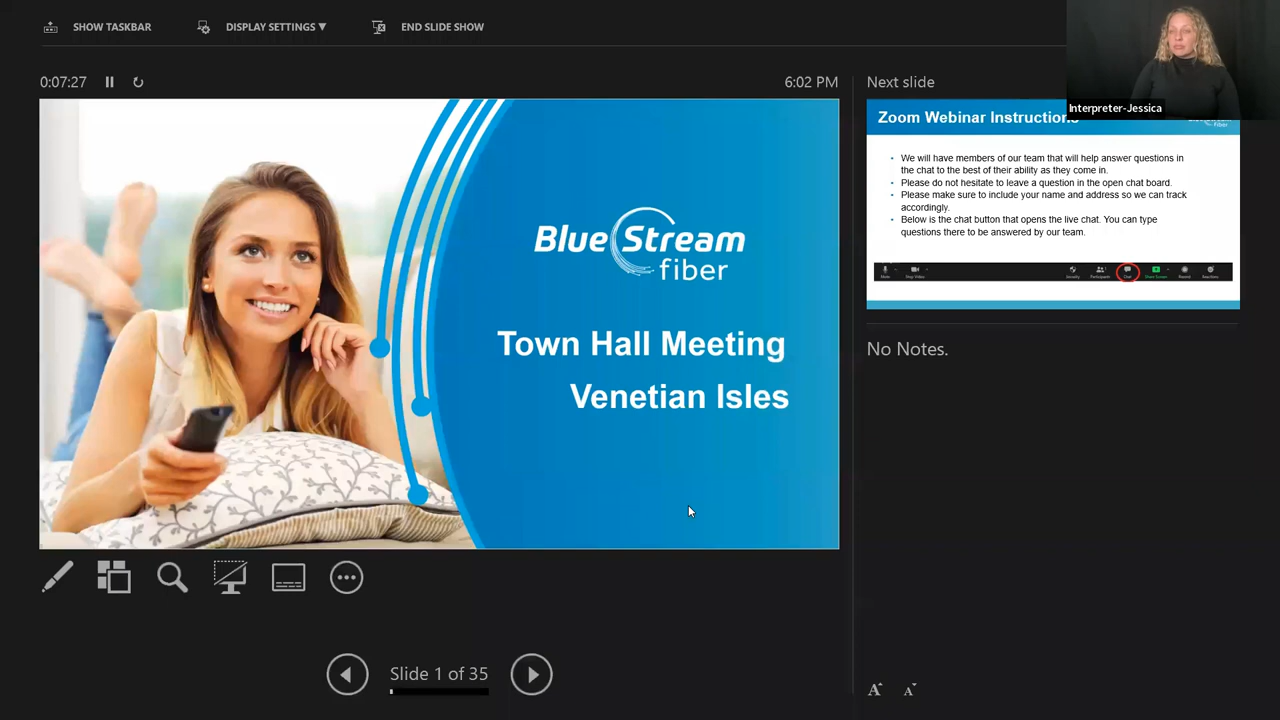 SHOW TASKBAR
DISPLAY SETTINGS ▼
END SLIDE SHOW
0:07:27
6:02 PM
Next slide
Interpreter-Jessica
Blue Stream
fiber
Town Hall Meeting
Venetian Isles
Zoom Webinar Instructions
Fiber
• We will have members of our team that will help answer questions in
the chat to the best of their ability as they come in.
• Please do not hesitate to leave a question in the open chat board.
• Please make sure to include your name and address so we can track
accordingly.
• Below is the chat button that opens the live chat. You can type
questions there to be answered by our team.
No Notes.
Slide 1 of 35
A A